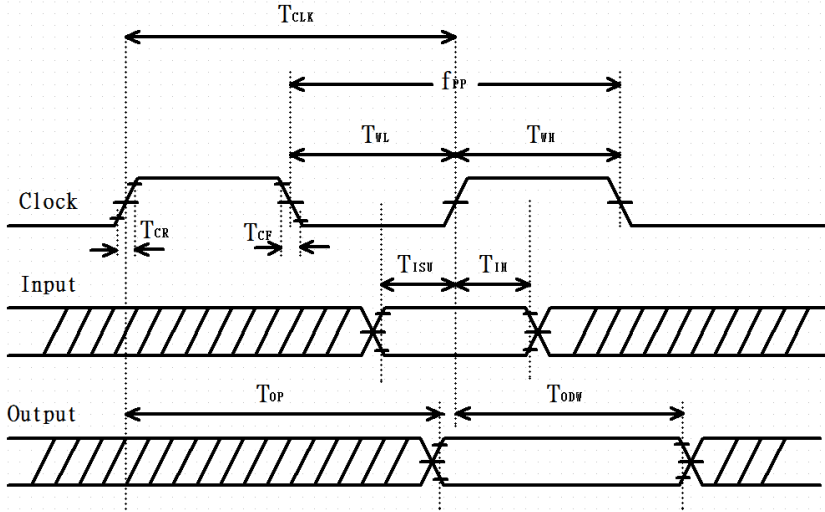 TCLK
fPP
TWL
TWH
Clock
TCR
TCF
TISU
TIH
Input
TOP
TODW
Output